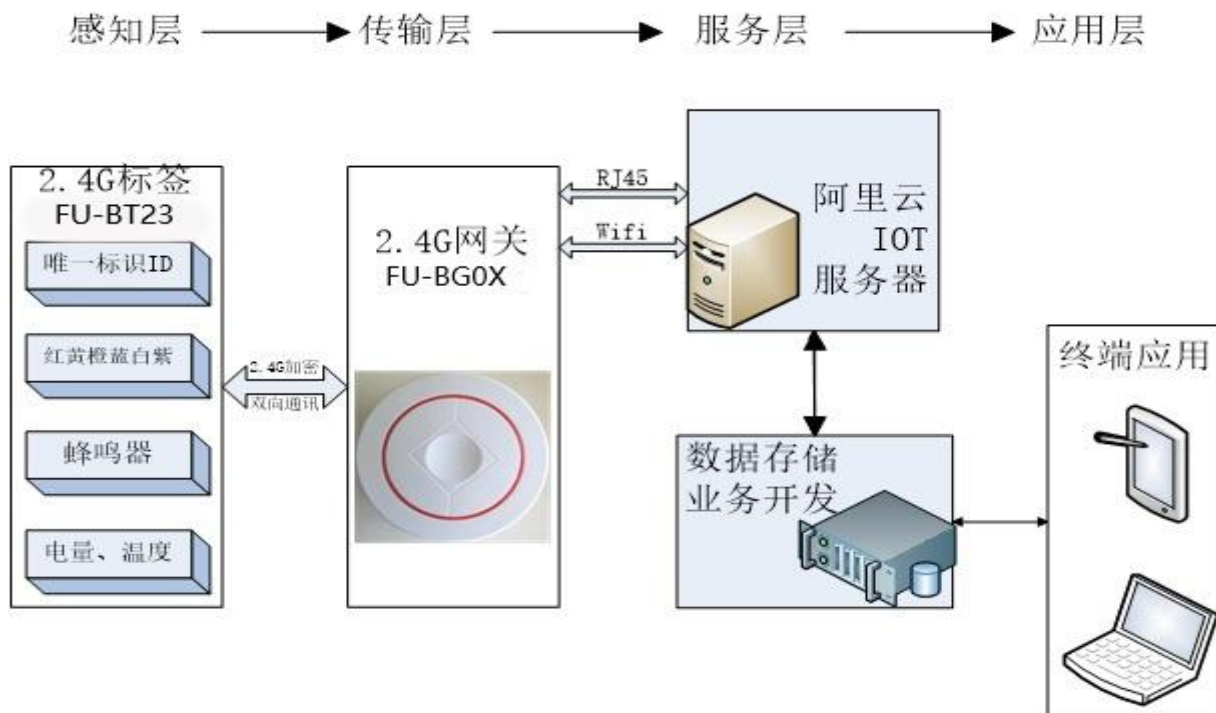 感知层
传输层
服务层
应用层
2.4G标签
FU-BT23
唯一标识ID
红黄橙蓝白紫
蜂鸣器
电量、温度
2.4G加密
双向通讯
2.4G网关
FU-BG0X
RJ45
Wifi
阿里云
IOT
服务器
数据存储
业务开发
终端应用